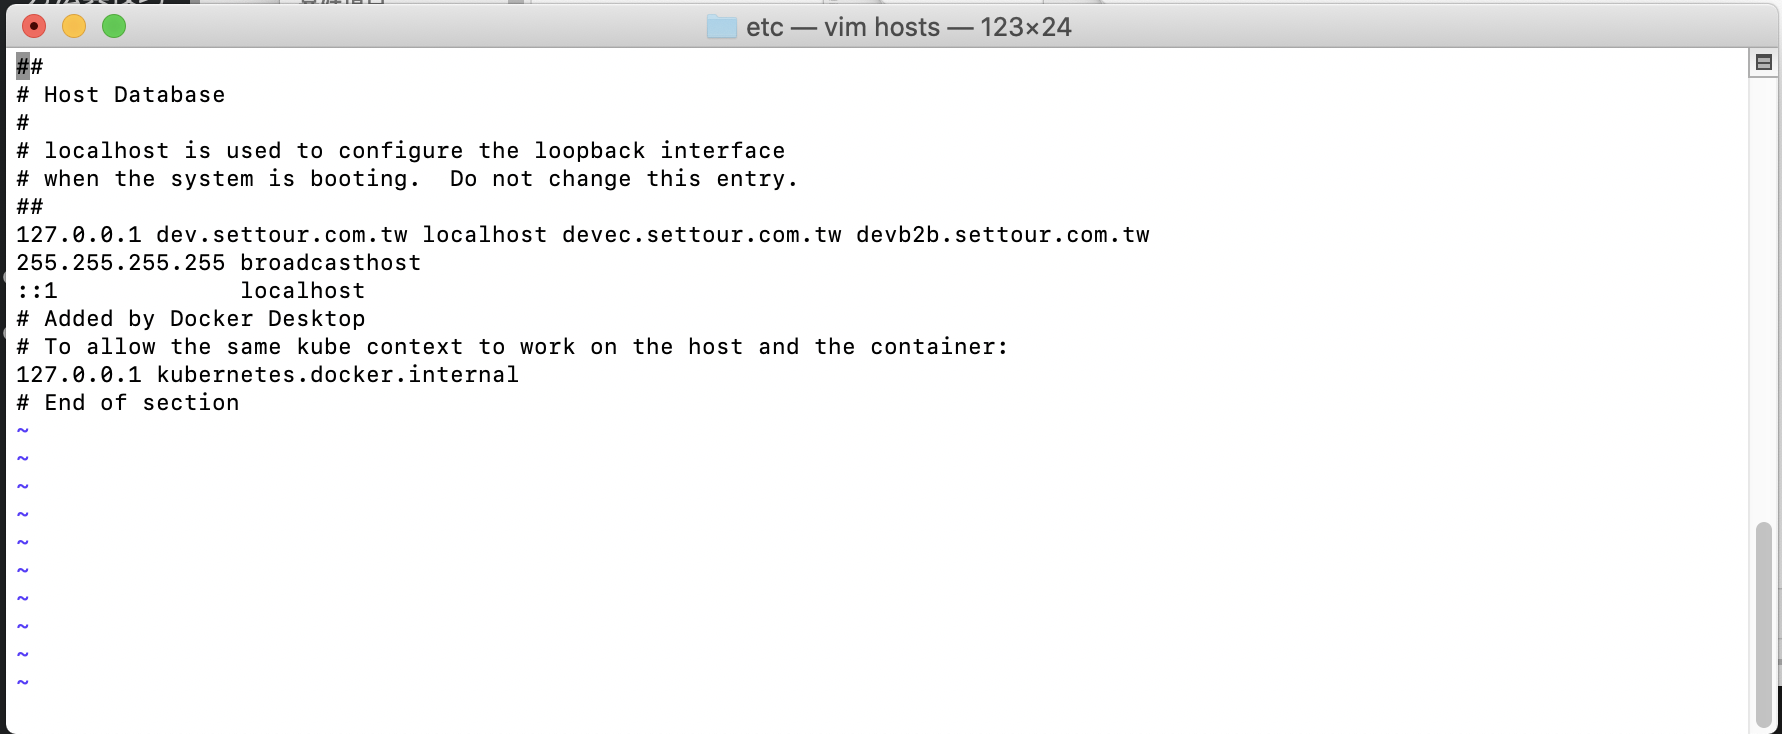 etc — vim hosts — 123×24
##
# Host Database
#
# localhost is used to configure the loopback interface
# when the system is booting.  Do not change this entry.
##
127.0.0.1 dev.settour.com.tw localhost devec.settour.com.tw devb2b.settour.com.tw
255.255.255.255 broadcasthost
::1             localhost
# Added by Docker Desktop
# To allow the same kube context to work on the host and the container:
127.0.0.1 kubernetes.docker.internal
# End of section
~
~
~
~
~
~
~
~
~
~